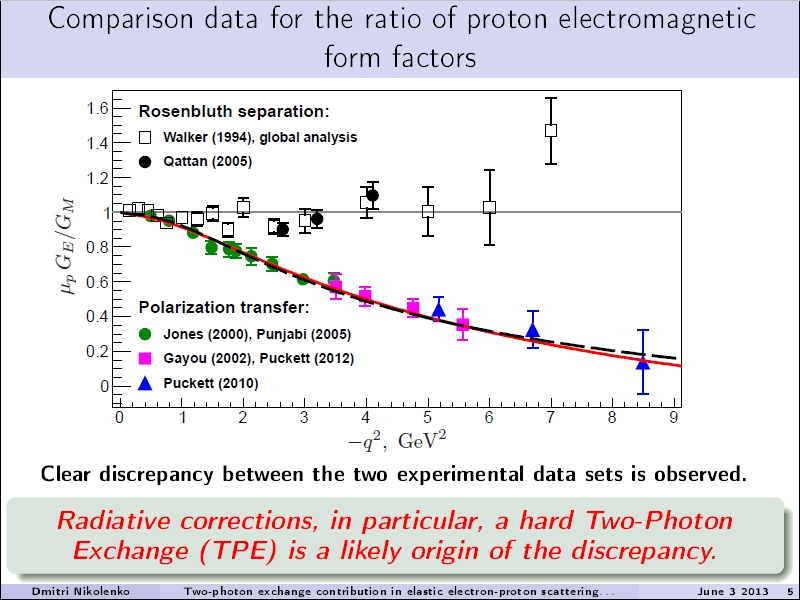 Comparison data for the ratio of proton electromagnetic
form factors
Rosenbluth separation:
Walker (1994), global analysis
Qattan (2005)
Polarization transfer:
Jones (2000), Punjabi (2005)
Gayou (2002), Puckett (2012)
Puckett (2010)
μp GE/GM
1.6
1.4
1.2
1
0.8
0.6
0.4
0.2
0
0 1 2 3 4 5 6 7 8 9
−q², GeV²
Clear discrepancy between the two experimental data sets is observed.
Radiative corrections, in particular, a hard Two-Photon
Exchange (TPE) is a likely origin of the discrepancy.
Dmitri Nikolenko Two-photon exchange contribution in elastic electron-proton scattering... June 3 2013 5